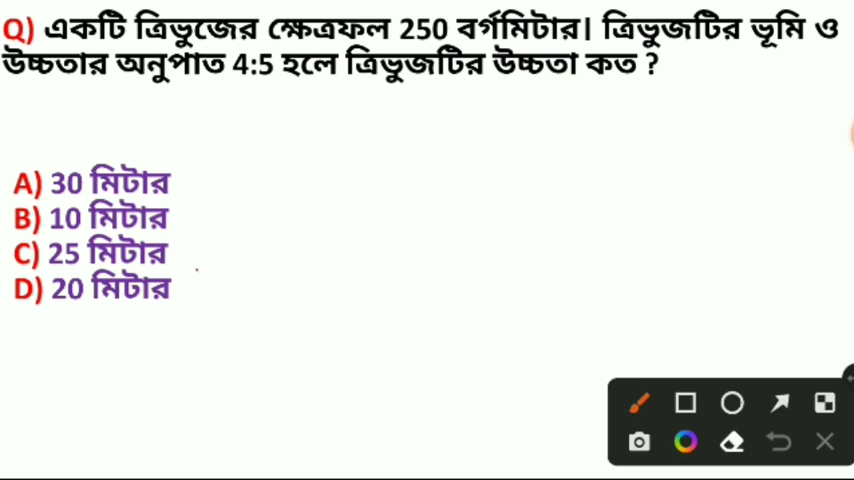 Q) একটি ত্রিভুজের ক্ষেত্রফল 250 বর্গমিটার। ত্রিভুজটির ভূমি ও
উচ্চতার অনুপাত 4:5 হলে ত্রিভুজটির উচ্চতা কত ?
A) 30 মিটার
B) 10 মিটার
C) 25 মিটার
D) 20 মিটার